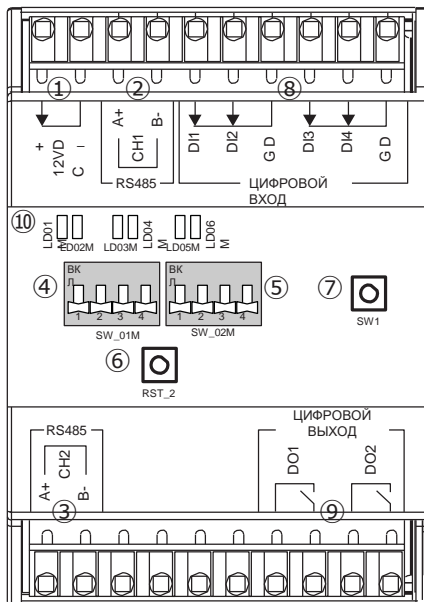 ① ② ⑧
+ 12VD C −
A+ CH1 B-
RS485
DI1 DI2 G D DI3 DI4 G D
ЦИФРОВОЙ
ВХОД
⑩ LD01 M LD02M LD03M LD04 M LD05M LD06 M
④ ВК Л ВК Л ⑤ ⑦
1 2 3 4 1 2 3 4
SW_01M SW_02M SW1
⑥
RST_2
RS485
ЦИФРОВОЙ
ВЫХОД
A+ CH2 B-
DO1 DO2
③ ⑨